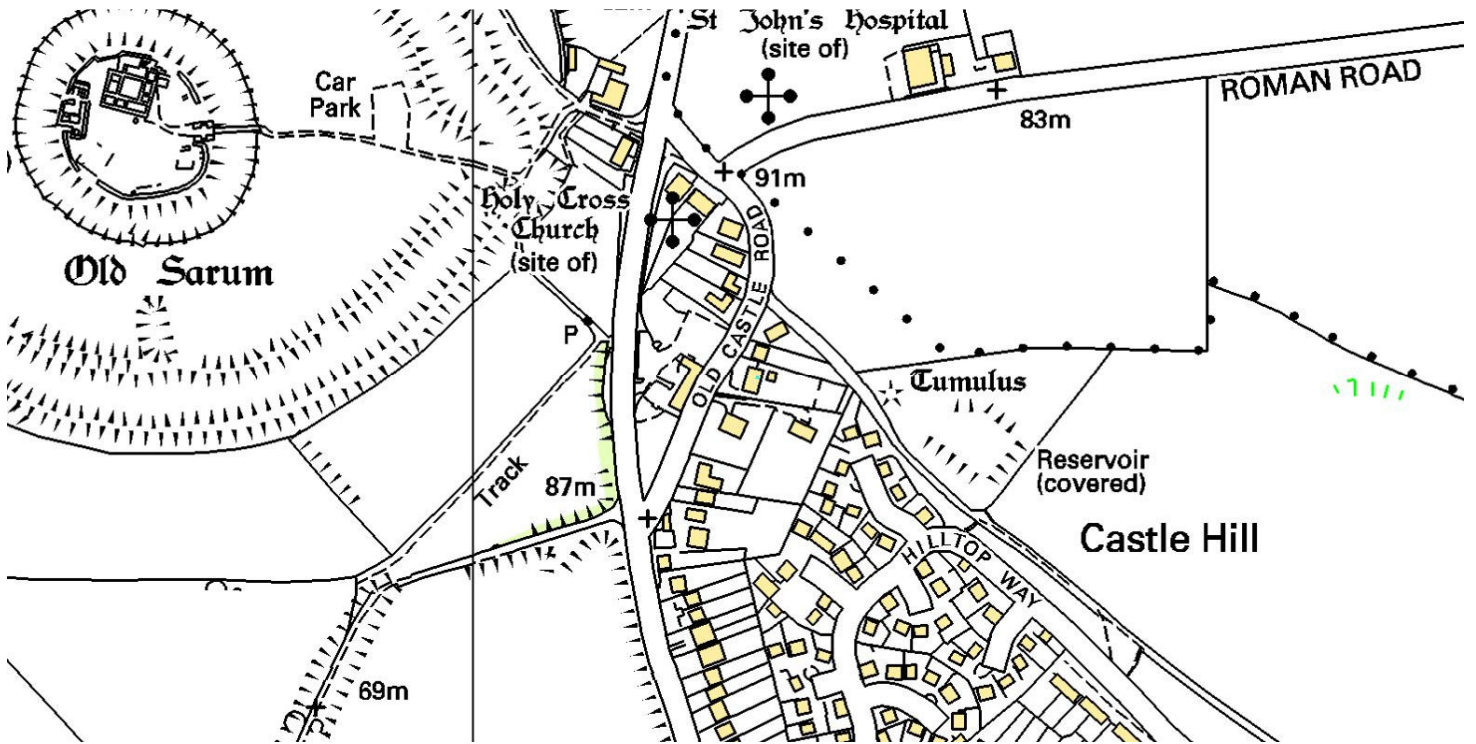 St John's Hospital
(site of)
Car
Park
ROMAN ROAD
83m
91m
Holy Cross
Church
(site of)
Old Sarum
OLD CASTLE ROAD
P
Tumulus
Track
87m
Reservoir
(covered)
Castle Hill
HILLTOP WAY
69m